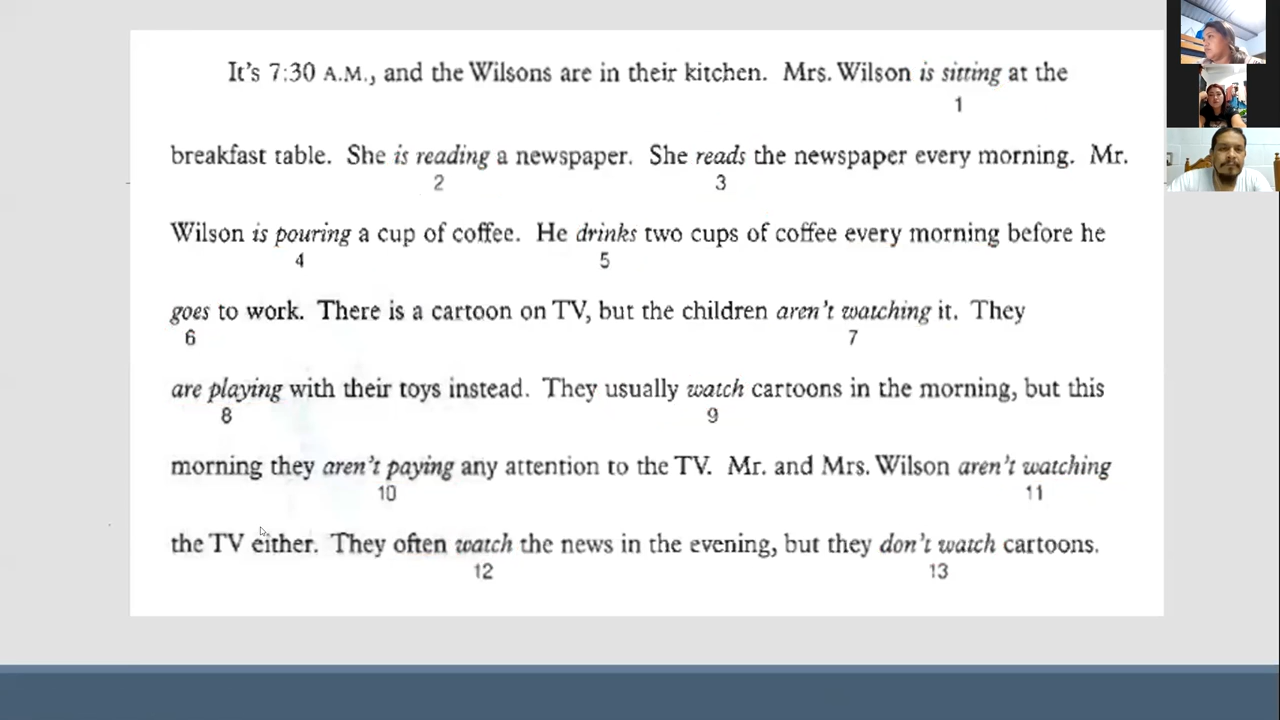 It's 7:30 A.M., and the Wilsons are in their kitchen. Mrs. Wilson is sitting at the
1
breakfast table. She is reading a newspaper. She reads the newspaper every morning. Mr.
2 3
Wilson is pouring a cup of coffee. He drinks two cups of coffee every morning before he
4 5
goes to work. There is a cartoon on TV, but the children aren't watching it. They
6 7
are playing with their toys instead. They usually watch cartoons in the morning, but this
8 9
morning they aren't paying any attention to the TV. Mr. and Mrs. Wilson aren't watching
10 11
the TV either. They often watch the news in the evening, but they don't watch cartoons.
12 13